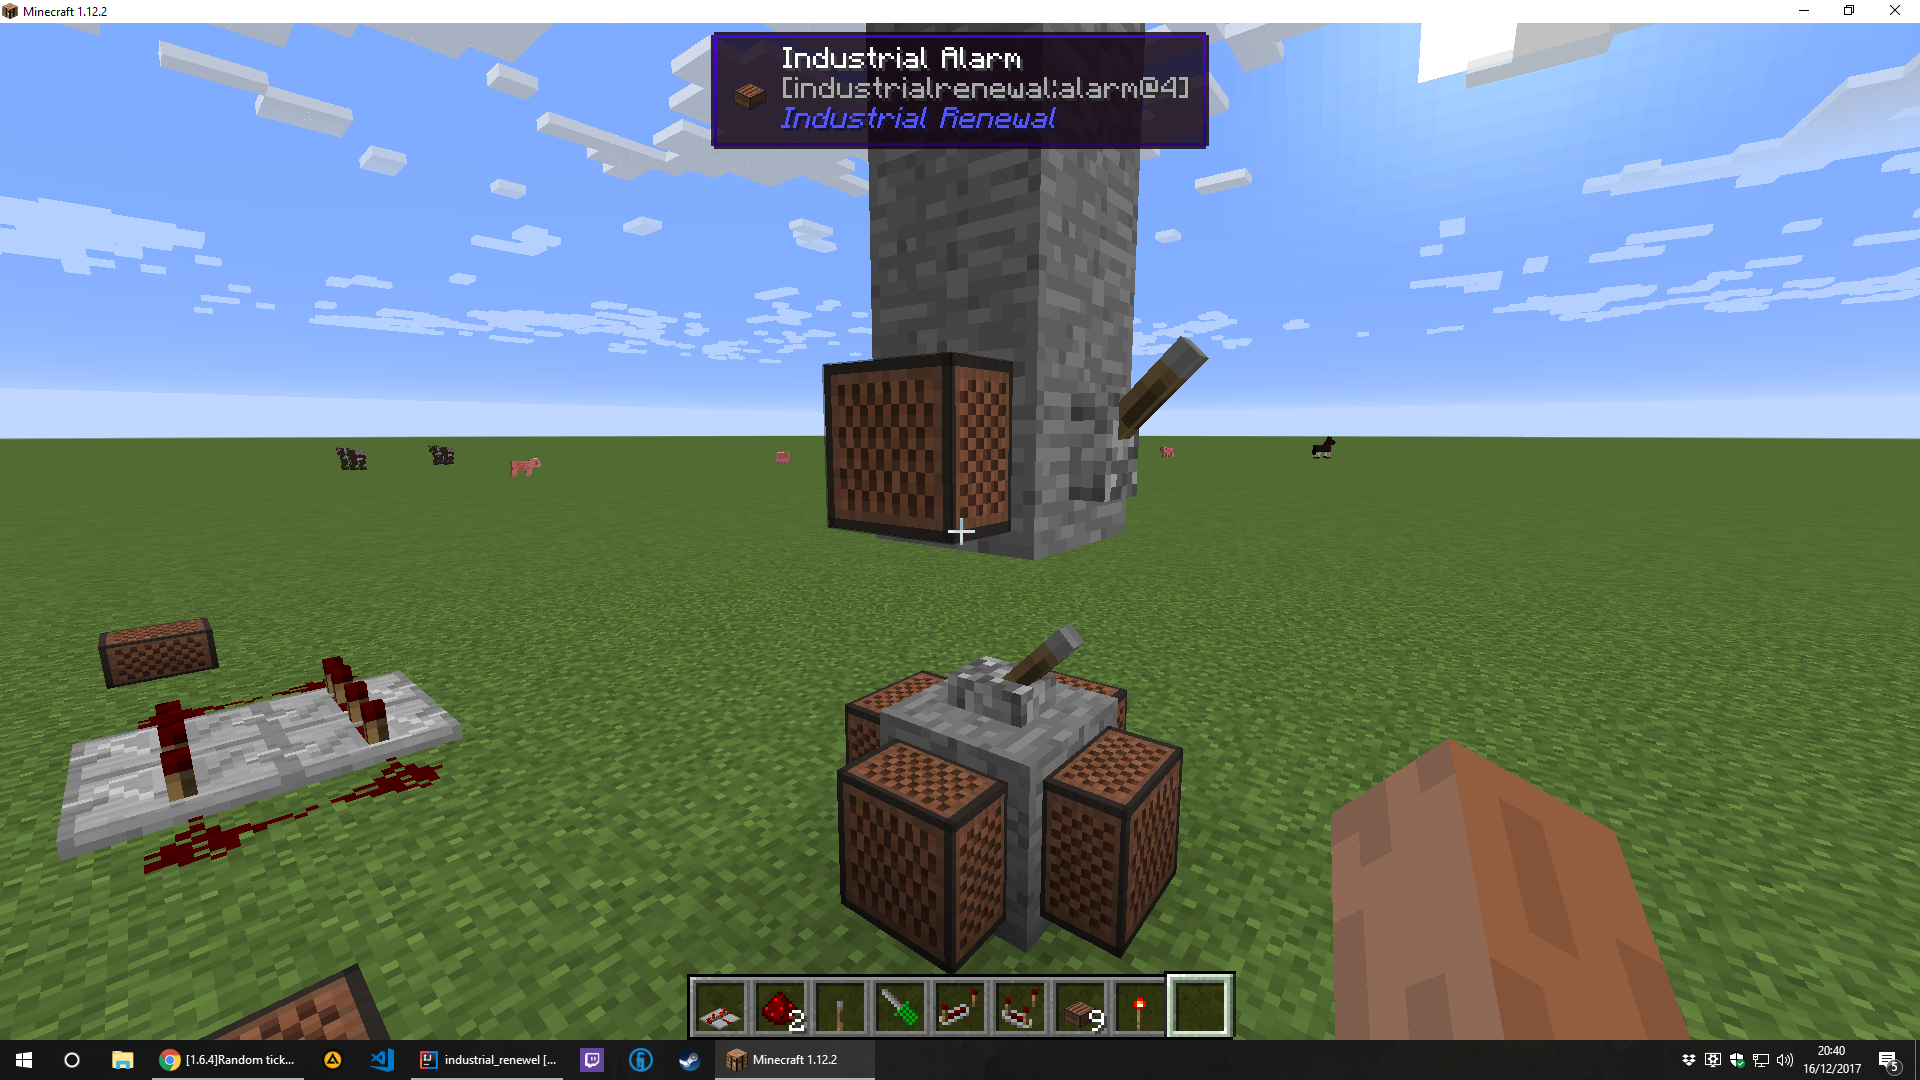 Minecraft 1.12.2
Industrial Alarm
[industrialrenewal:alarm@4]
Industrial Renewal
2
9
[1.6.4]Random tick...
industrial_renewel [...
Minecraft 1.12.2
20:40
16/12/2017
5